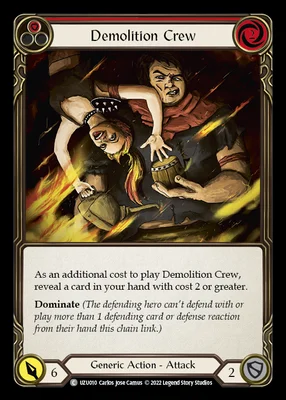 Demolition Crew
As an additional cost to play Demolition Crew,
reveal a card in your hand with cost 2 or greater.
Dominate (The defending hero can't defend with or
play more than 1 defending card or defense reaction
from their hand this chain link.)
6 Generic Action - Attack 2
C UZU010 Carlos Jose Camus © 2022 Legend Story Studios